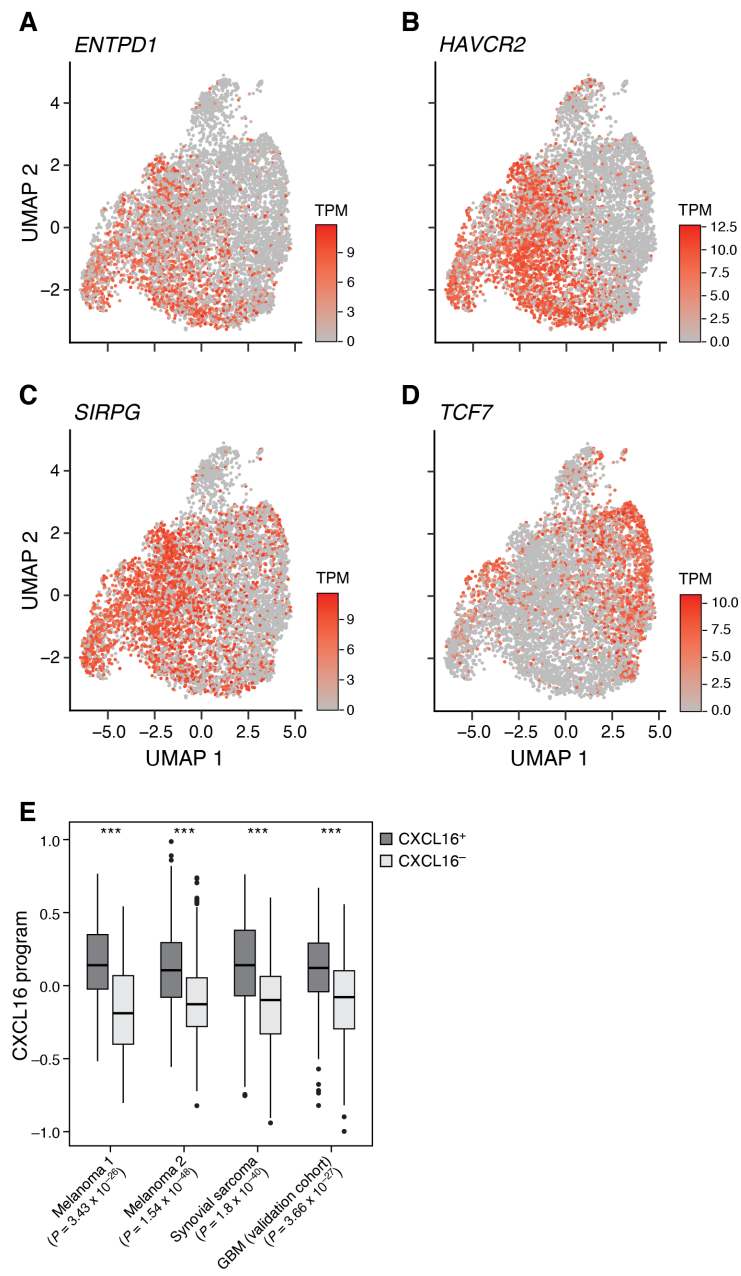 A
ENTPD1
UMAP 2
4
2
0
−2
TPM
9
6
3
0
B
HAVCR2
TPM
12.5
10.0
7.5
5.0
2.5
0.0
C
SIRPG
UMAP 2
4
2
0
−2
TPM
9
6
3
0
−5.0 −2.5 0.0 2.5 5.0
UMAP 1
D
TCF7
TPM
10.0
7.5
5.0
2.5
0.0
−5.0 −2.5 0.0 2.5 5.0
UMAP 1
E
CXCL16 program
1.0
0.5
0.0
−0.5
−1.0
*** *** *** ***
CXCL16⁺
CXCL16⁻
Melanoma 1
(P = 3.43 x 10⁻²⁶)
Melanoma 2
(P = 1.54 x 10⁻⁴⁸)
Synovial sarcoma
(P = 1.8 x 10⁻⁴⁰)
GBM (validation cohort)
(P = 3.66 x 10⁻²⁷)